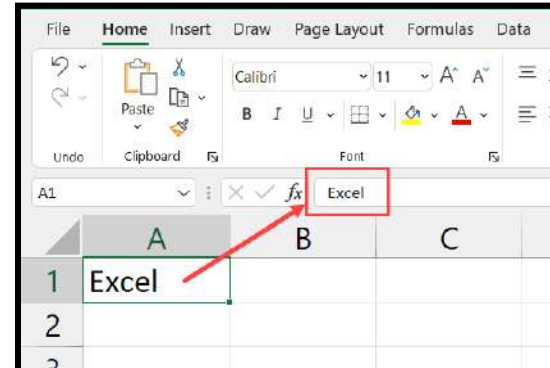 File Home Insert Draw Page Layout Formulas Data
Calibri 11 A A
Paste
B I U A
Undo Clipboard Font
A1 fx Excel
A B C
1 Excel
2
3